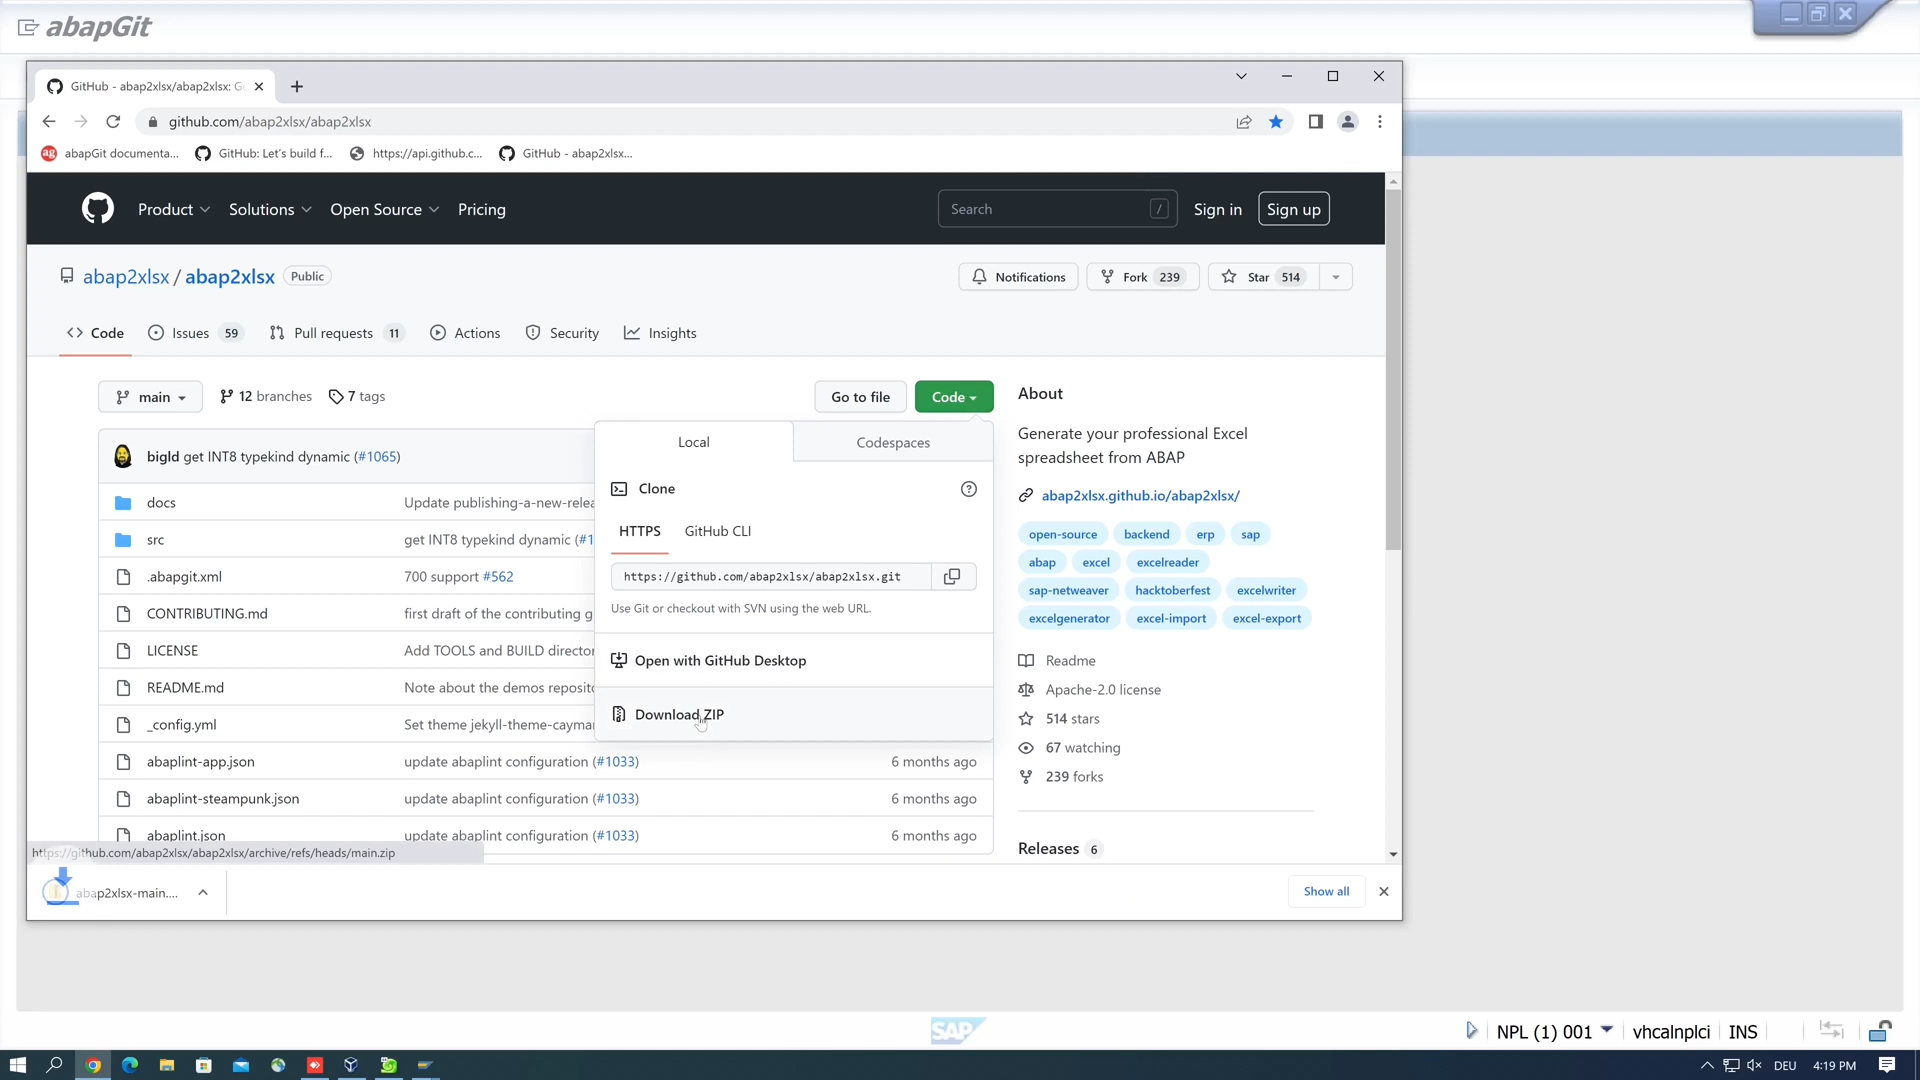 abapGit
GitHub - abap2xlsx/abap2xlsx: Ge
github.com/abap2xlsx/abap2xlsx
abapGit documenta...
GitHub: Let's build f...
https://api.github.c...
GitHub - abap2xlsx...
Product
Solutions
Open Source
Pricing
Search
/
Sign in
Sign up
abap2xlsx / abap2xlsx
Public
Notifications
Fork 239
Star 514
Code
Issues 59
Pull requests 11
Actions
Security
Insights
main
12 branches
7 tags
Go to file
Code
About
Generate your professional Excel
spreadsheet from ABAP
abap2xlsx.github.io/abap2xlsx/
open-source
backend
erp
sap
abap
excel
excelreader
sap-netweaver
hacktoberfest
excelwriter
excelgenerator
excel-import
excel-export
Readme
Apache-2.0 license
514 stars
67 watching
239 forks
Releases 6
bigld get INT8 typekind dynamic (#1065)
docs
Update publishing-a-new-relea
src
get INT8 typekind dynamic (#1
.abapgit.xml
700 support #562
CONTRIBUTING.md
first draft of the contributing g
LICENSE
Add TOOLS and BUILD director
README.md
Note about the demos reposito
_config.yml
Set theme jekyll-theme-cayma
abaplint-app.json
update abaplint configuration (#1033)
6 months ago
abaplint-steampunk.json
update abaplint configuration (#1033)
6 months ago
abaplint.json
update abaplint configuration (#1033)
6 months ago
Local
Codespaces
Clone
HTTPS
GitHub CLI
https://github.com/abap2xlsx/abap2xlsx.git
Use Git or checkout with SVN using the web URL.
Open with GitHub Desktop
Download ZIP
https://github.com/abap2xlsx/abap2xlsx/archive/refs/heads/main.zip
abap2xlsx-main....
Show all
SAP
NPL (1) 001
vhcalnplci
INS
DEU
4:19 PM